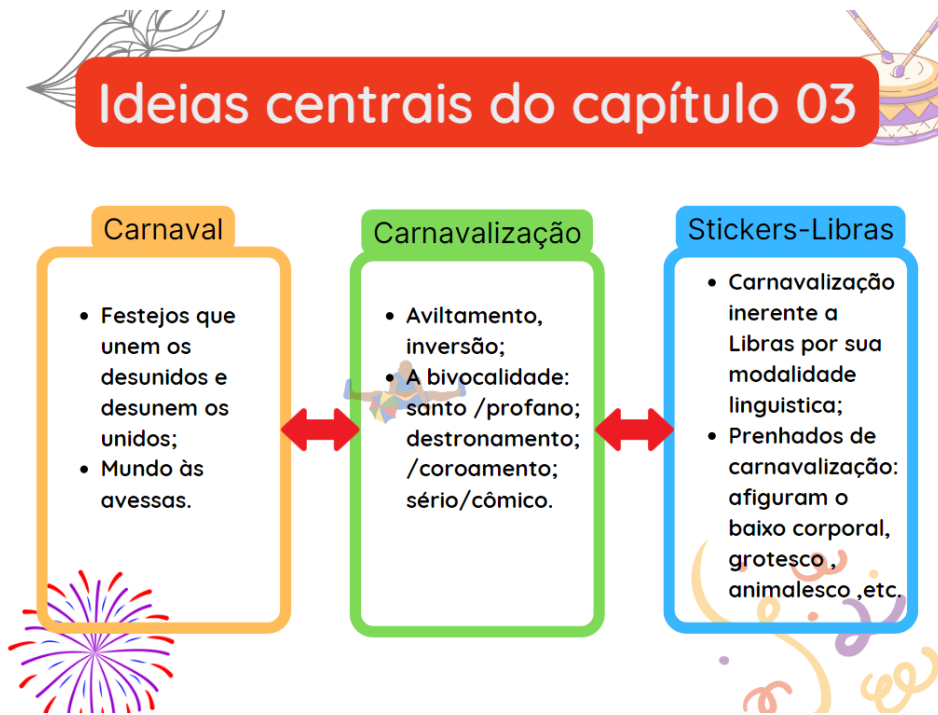 Ideias centrais do capítulo 03
Carnaval
• Festejos que
unem os
desunidos e
desunem os
unidos;
• Mundo às
avessas.
Carnavalização
• Aviltamento,
inversão;
• A bivocalidade:
santo /profano;
destronamento;
/coroamento;
sério/cômico.
Stickers-Libras
• Carnavalização
inerente a
Libras por sua
modalidade
linguistica;
• Prenhados de
carnavalização:
afiguram o
baixo corporal,
grotesco ,
animalesco ,etc.